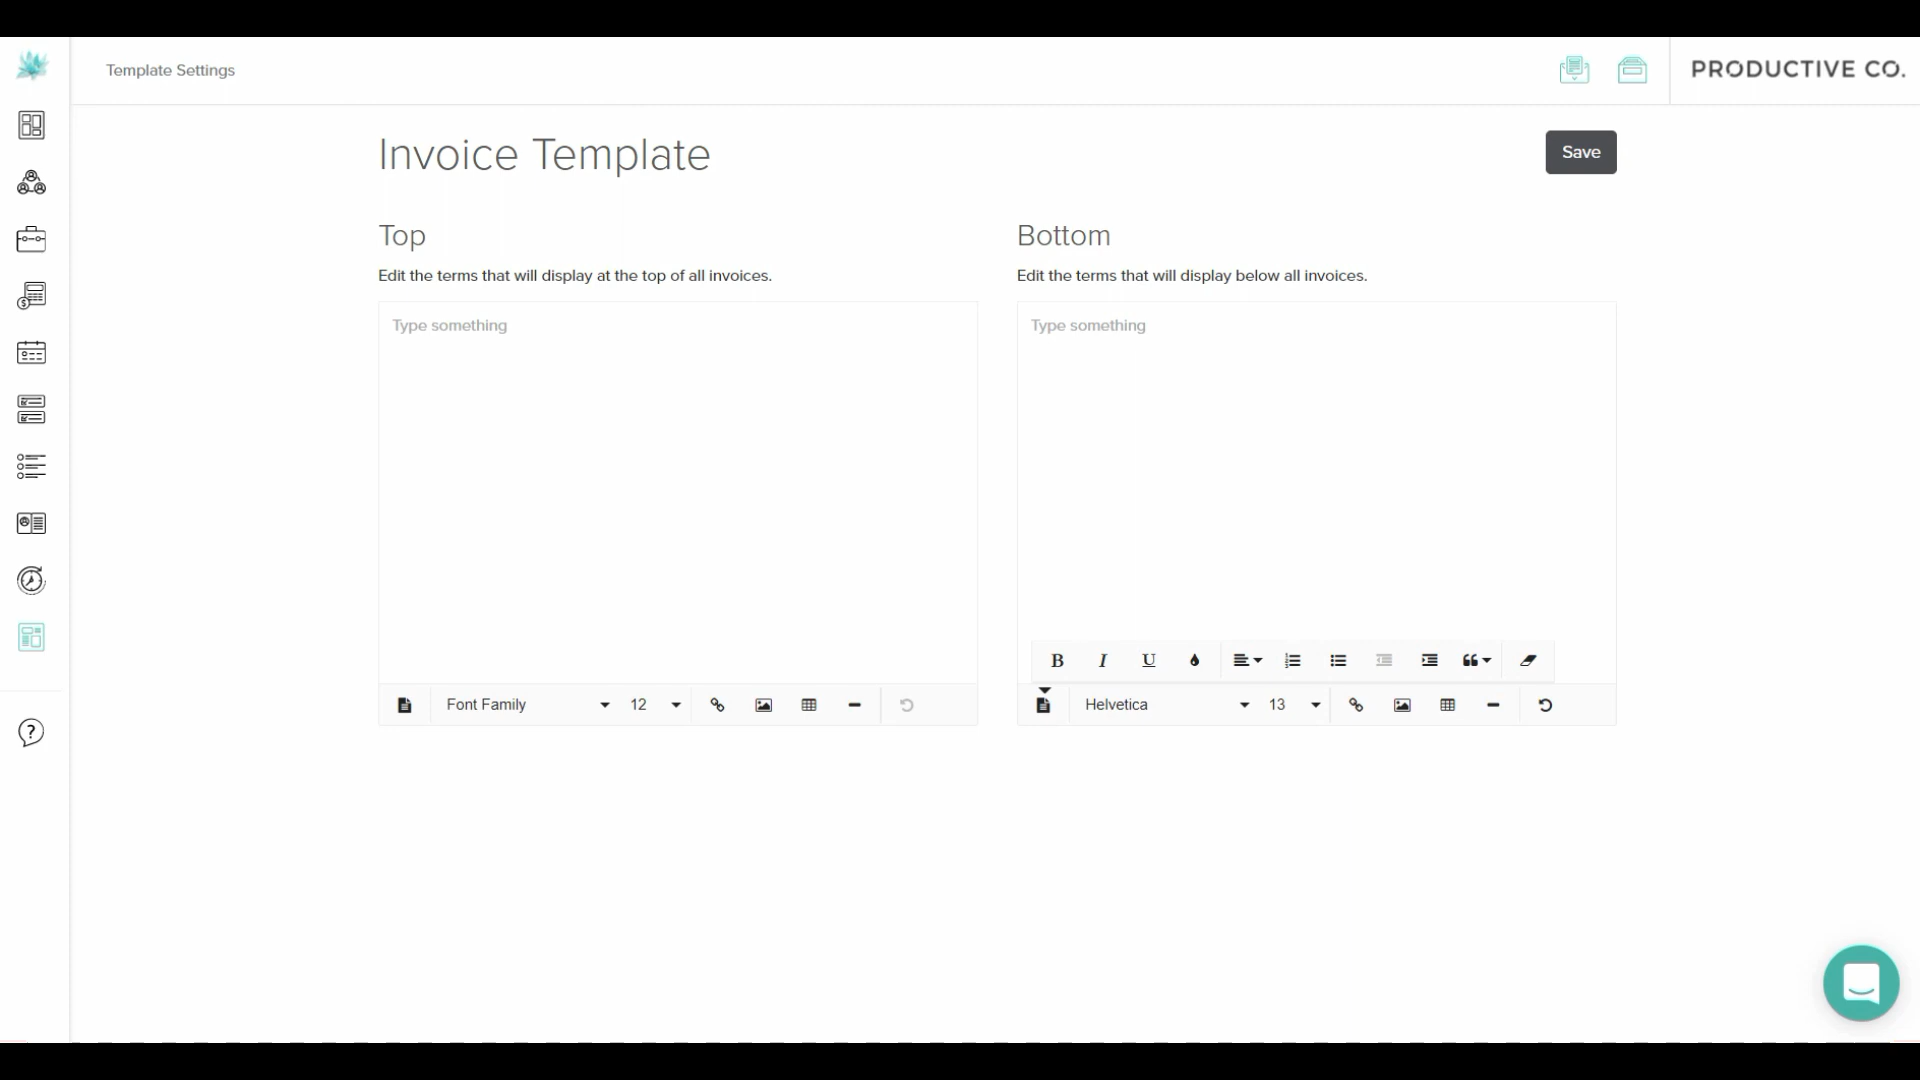 Template Settings
PRODUCTIVE CO.
Invoice Template
Save
Top
Edit the terms that will display at the top of all invoices.
Type something
Font Family
12
Bottom
Edit the terms that will display below all invoices.
Type something
B I U
Helvetica
13
?